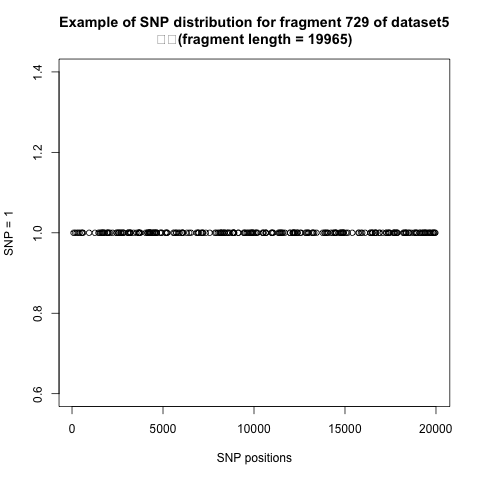 Example of SNP distribution for fragment 729 of dataset5
(fragment length = 19965)
SNP = 1
1.4
1.2
1.0
0.8
0.6
0
5000
10000
15000
20000
SNP positions